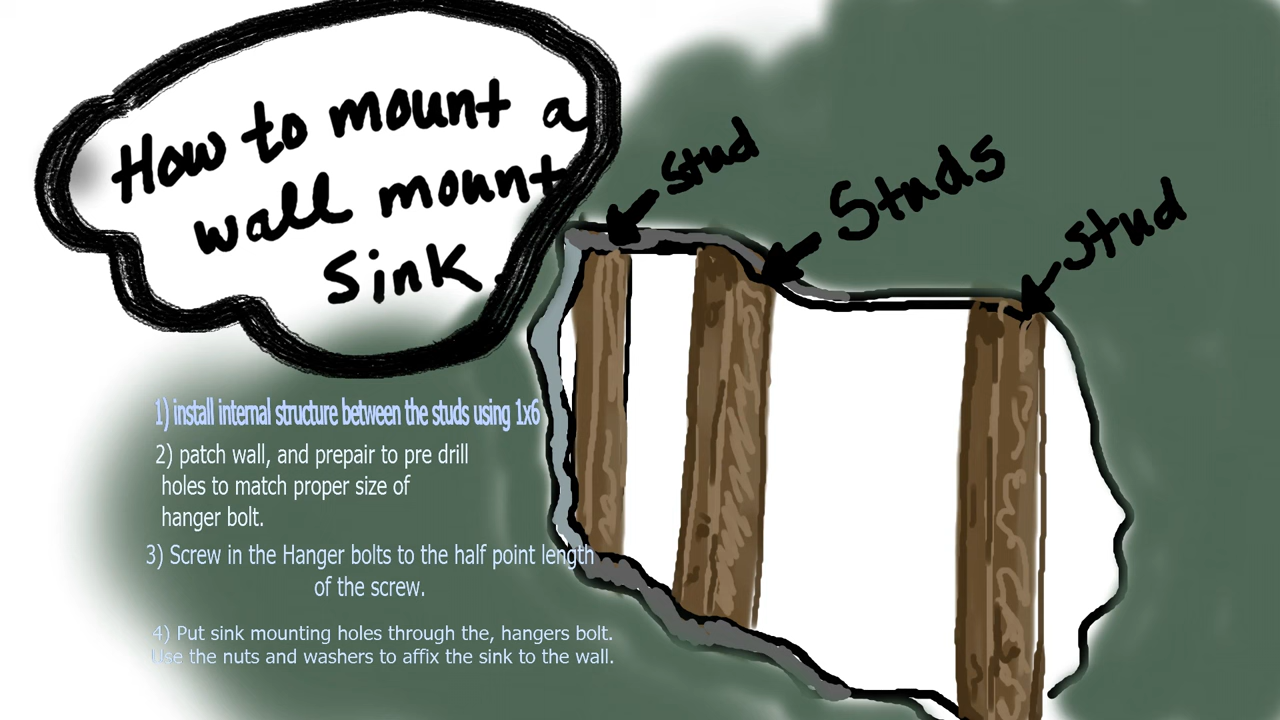 How to mount a
wall mount
Sink.
stud
Studs
stud
1) install internal structure between the studs using 1x6
2) patch wall, and prepair to pre drill
holes to match proper size of
hanger bolt.
3) Screw in the Hanger bolts to the half point length
of the screw.
4) Put sink mounting holes through the, hangers bolt.
Use the nuts and washers to affix the sink to the wall.